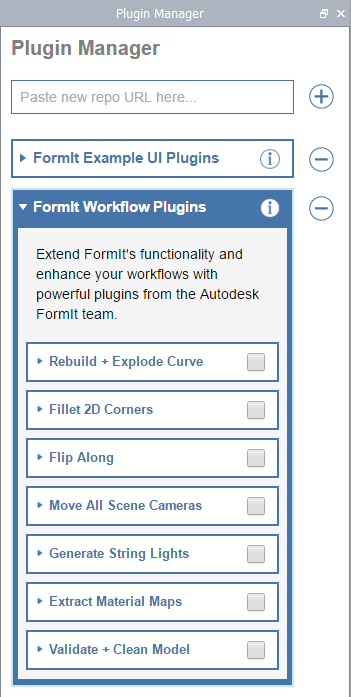 Plugin Manager
Plugin Manager
Paste new repo URL here...
FormIt Example UI Plugins
FormIt Workflow Plugins
Extend FormIt's functionality and
enhance your workflows with
powerful plugins from the Autodesk
FormIt team.
Rebuild + Explode Curve
Fillet 2D Corners
Flip Along
Move All Scene Cameras
Generate String Lights
Extract Material Maps
Validate + Clean Model